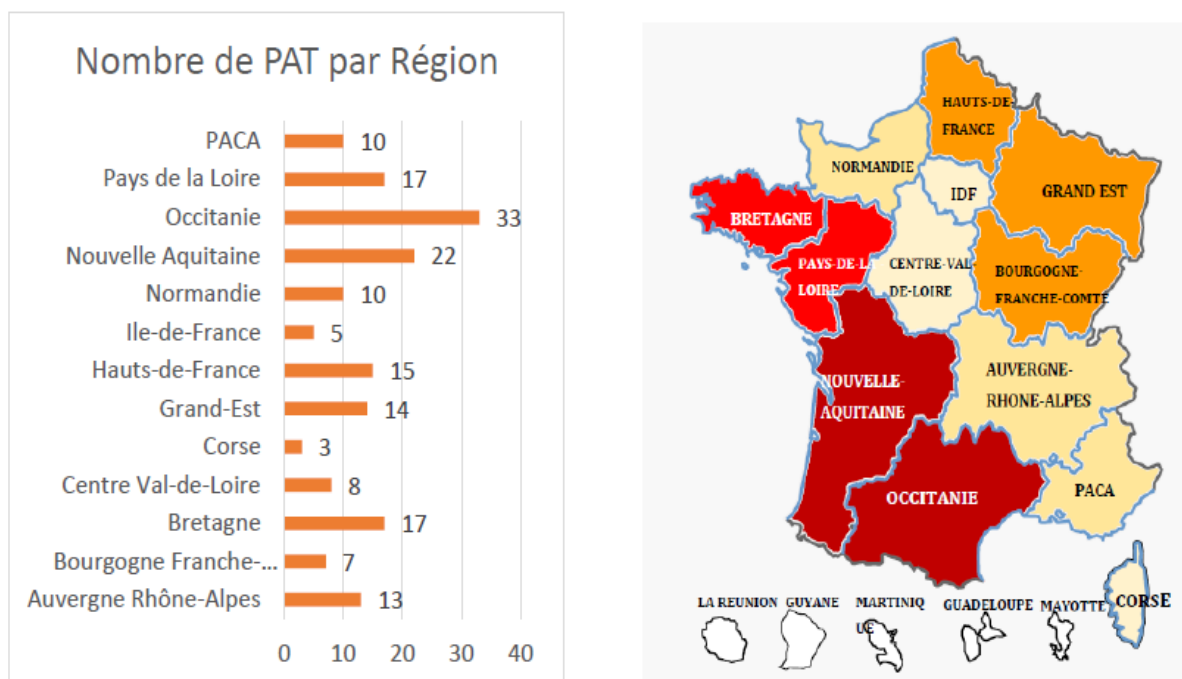 Nombre de PAT par Région
PACA 10
Pays de la Loire 17
Occitanie 33
Nouvelle Aquitaine 22
Normandie 10
Ile-de-France 5
Hauts-de-France 15
Grand-Est 14
Corse 3
Centre Val-de-Loire 8
Bretagne 17
Bourgogne Franche-... 7
Auvergne Rhône-Alpes 13
0 10 20 30 40
HAUTS-DE-
FRANCE
NORMANDIE
IDF
GRAND EST
BRETAGNE
PAYS-DE-LA
LOIRE
CENTRE-VAL-
DE-LOIRE
BOURGOGNE-
FRANCHE-COMTÉ
AUVERGNE-
RHONE-ALPES
NOUVELLE-
AQUITAINE
OCCITANIE
PACA
LA REUNION
GUYANE
MARTINIQ
UE
GUADELOUPE
MAYOTTE
CORSE